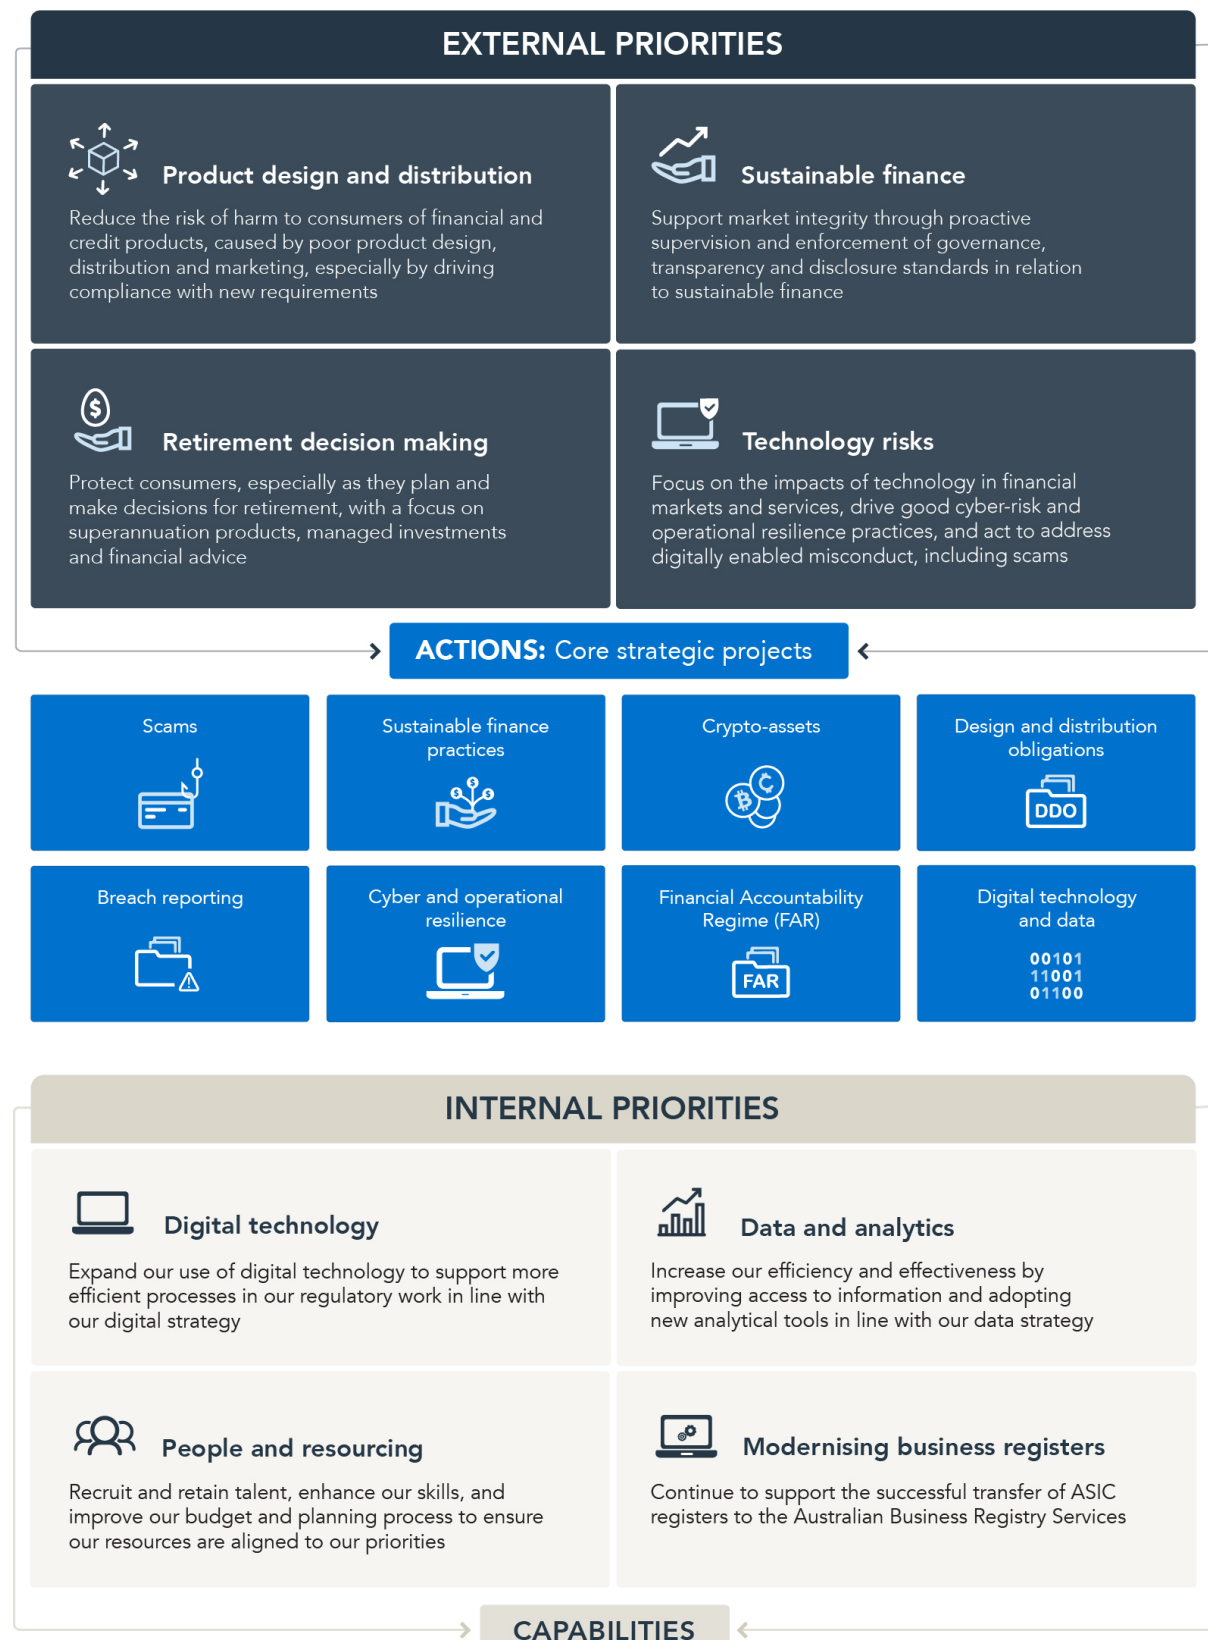 EXTERNAL PRIORITIES
Product design and distribution
Reduce the risk of harm to consumers of financial and
credit products, caused by poor product design,
distribution and marketing, especially by driving
compliance with new requirements
Sustainable finance
Support market integrity through proactive
supervision and enforcement of governance,
transparency and disclosure standards in relation
to sustainable finance
Retirement decision making
Protect consumers, especially as they plan and
make decisions for retirement, with a focus on
superannuation products, managed investments
and financial advice
Technology risks
Focus on the impacts of technology in financial
markets and services, drive good cyber-risk and
operational resilience practices, and act to address
digitally enabled misconduct, including scams
ACTIONS: Core strategic projects
Scams
Sustainable finance
practices
Crypto-assets
Design and distribution
obligations
DDO
Breach reporting
Cyber and operational
resilience
Financial Accountability
Regime (FAR)
FAR
Digital technology
and data
00101
11001
01100
INTERNAL PRIORITIES
Digital technology
Expand our use of digital technology to support more
efficient processes in our regulatory work in line with
our digital strategy
Data and analytics
Increase our efficiency and effectiveness by
improving access to information and adopting
new analytical tools in line with our data strategy
People and resourcing
Recruit and retain talent, enhance our skills, and
improve our budget and planning process to ensure
our resources are aligned to our priorities
Modernising business registers
Continue to support the successful transfer of ASIC
registers to the Australian Business Registry Services
CAPABILITIES